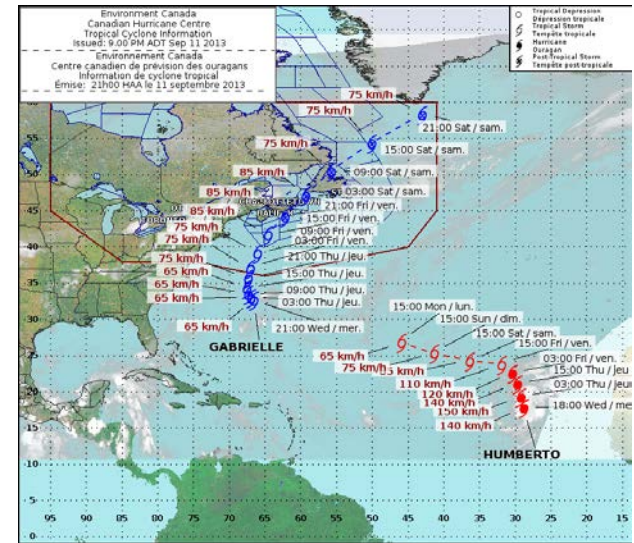 Environment Canada
Canadian Hurricane Centre
Tropical Cyclone Information
Issued: 9.00 PM ADT Sep 11 2013
Environnement Canada
Centre canadien de prévision des ouragans
Information de cyclone tropical
Émise: 21h00 HAA le 11 septembre 2013
Tropical Depression
Dépression tropicale
Tropical Storm
Tempête tropicale
Hurricane
Ouragan
Post-Tropical Storm
Tempête post-tropicale
75 km/h
75 km/h
21:00 Sat / sam.
75 km/h
15:00 Sat / sam.
75 km/h
09:00 Sat / sam.
85 km/h
03:00 Sat / sam.
85 km/h
21:00 Fri / ven.
85 km/h
15:00 Fri / ven.
75 km/h
09:00 Fri / ven.
75 km/h
03:00 Fri / ven.
75 km/h
21:00 Thu / jeu.
65 km/h
15:00 Thu / jeu.
65 km/h
09:00 Thu / jeu.
65 km/h
03:00 Thu / jeu.
65 km/h
21:00 Wed / mer.
GABRIELLE
15:00 Mon / lun.
15:00 Sun / dim.
15:00 Sat / sam.
15:00 Fri / ven.
03:00 Fri / ven.
15:00 Thu / jeu
03:00 Thu / jeu
18:00 Wed / me
65 km/h
75 km/h
km/h
110 km/h
120 km/h
140 km/h
150 km/h
140 km/h
HUMBERTO
55
50
45
40
35
30
25
20
15
10
5
0
95 90 85 80 75 70 65 60 55 50 45 40 35 30 25 20 15